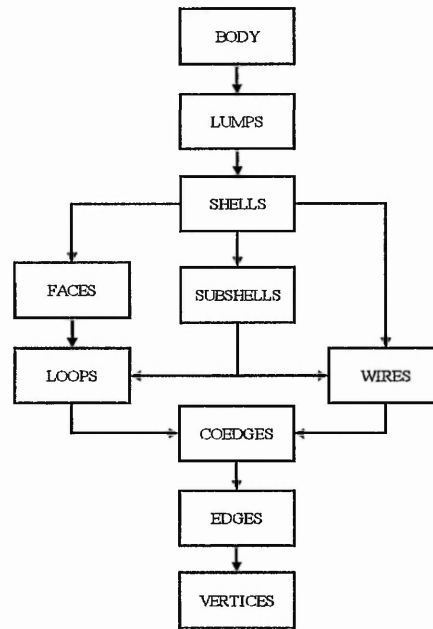 BODY
LUMPS
SHELLS
FACES
SUBSHELLS
LOOPS
WIRES
COEDGES
EDGES
VERTICES